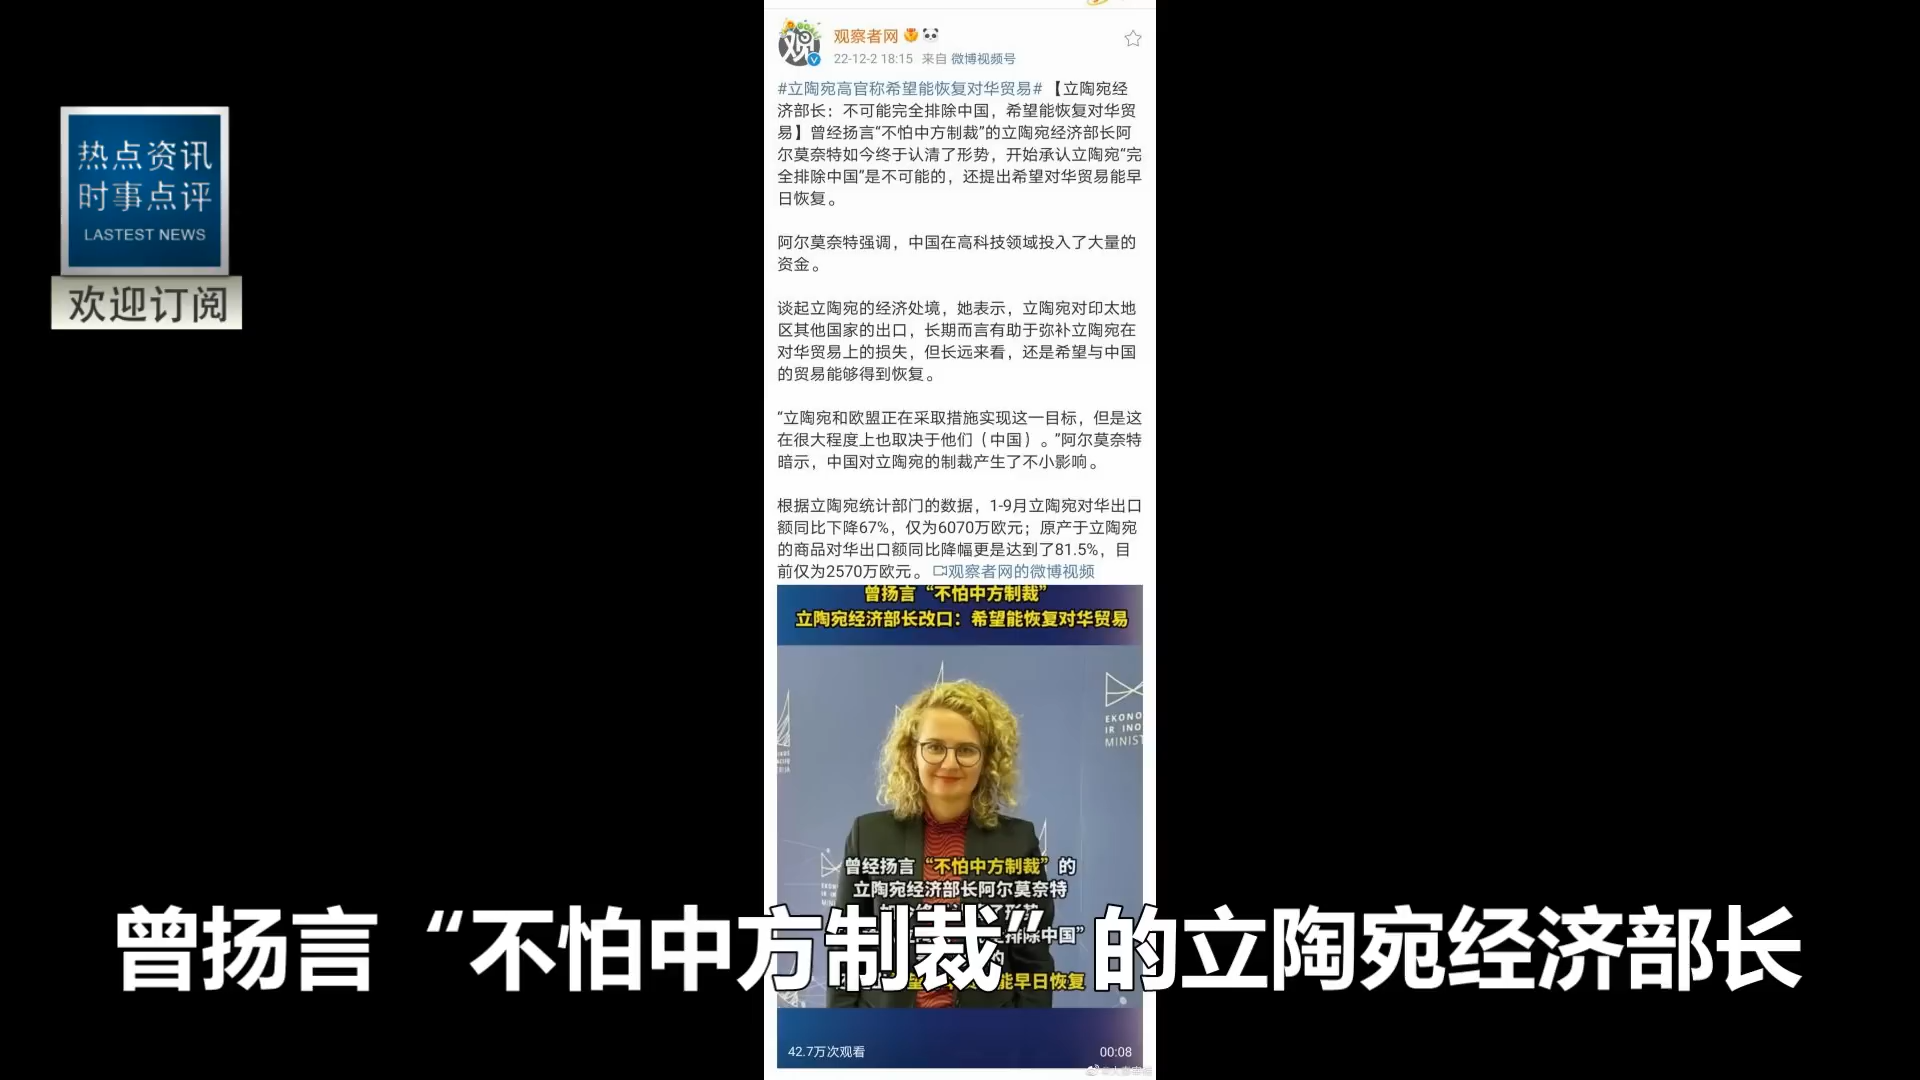 热点资讯
时事点评
LASTEST NEWS
欢迎订阅
观察者网
22-12-2 18:15 来自 微博视频号
#立陶宛高官称希望能恢复对华贸易# 【立陶宛经
济部长：不可能完全排除中国，希望能恢复对华贸
易】曾经扬言“不怕中方制裁”的立陶宛经济部长阿
尔莫奈特如今终于认清了形势，开始承认立陶宛“完
全排除中国”是不可能的，还提出希望对华贸易能早
日恢复。
阿尔莫奈特强调，中国在高科技领域投入了大量的
资金。
谈起立陶宛的经济处境，她表示，立陶宛对印太地
区其他国家的出口，长期而言有助于弥补立陶宛在
对华贸易上的损失，但长远来看，还是希望与中国
的贸易能够得到恢复。
“立陶宛和欧盟正在采取措施实现这一目标，但是这
在很大程度上也取决于他们（中国）。”阿尔莫奈特
暗示，中国对立陶宛的制裁产生了不小影响。
根据立陶宛统计部门的数据，1-9月立陶宛对华出口
额同比下降67%，仅为6070万欧元；原产于立陶宛
的商品对华出口额同比降幅更是达到了81.5%，目
前仅为2570万欧元。 观察者网的微博视频
曾扬言“不怕中方制裁”
立陶宛经济部长改口：希望能恢复对华贸易
EKONO
IR INO
MINIST
曾经扬言“不怕中方制裁”的
立陶宛经济部长阿尔莫奈特
排除中国”
的
能早日恢复
曾扬言“不怕中方制裁”的立陶宛经济部长
42.7万次观看
00:08